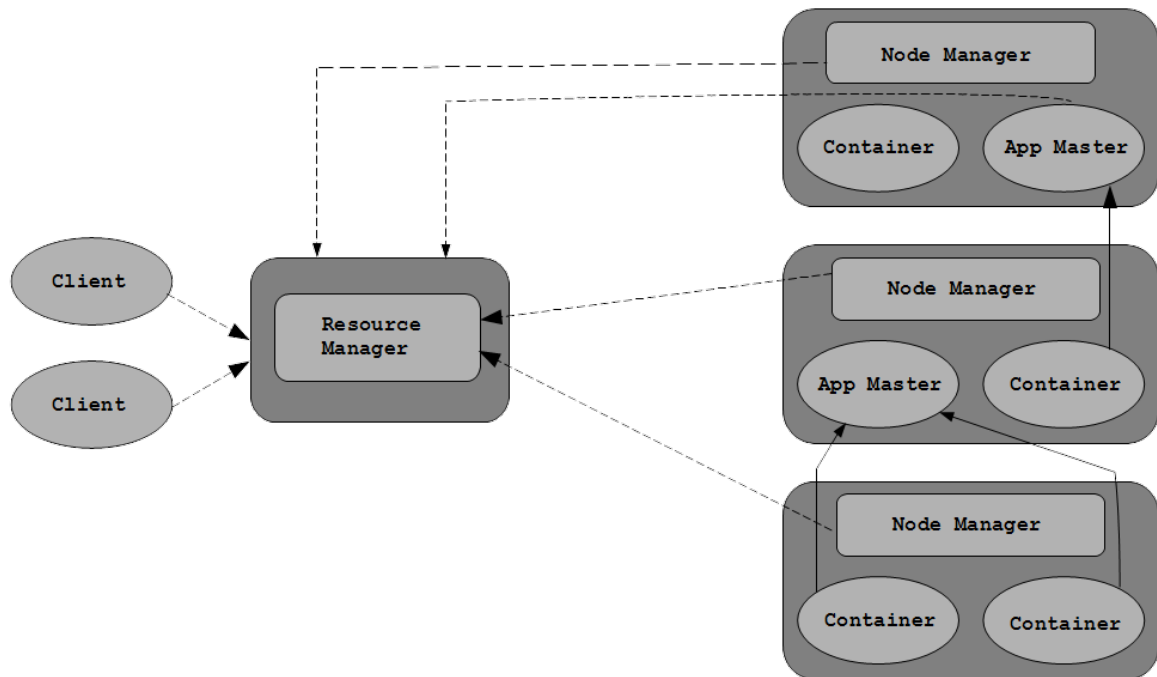 Node Manager
Container
App Master
Client
Client
Resource
Manager
Node Manager
App Master
Container
Node Manager
Container
Container